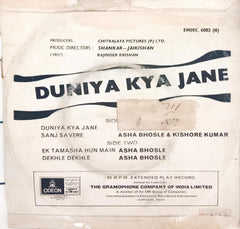 EMOEC. 6082 (M)
PRODUCERS : CHITRALAYA PICTURES (P) LTD.
MUSIC DIRECTORS : SHANKAR-JAIKISHAN
LYRICS : RAJINDER KRISHAN
DUNIYA KYA JANE
SIDE
DUNIYA KYA JANE
SANJ SAVERE ASHA BHOSLE & KISHORE KUMAR
SIDE TWO
EK TAMASHA HUN MAIN ASHA BHOSLE
DEKHLE DEKHLE ASHA BHOSLE
ODEON
45 R.P.M. EXTENDED PLAY RECORD
THE GRAMOPHONE COMPANY OF INDIA LIMITED